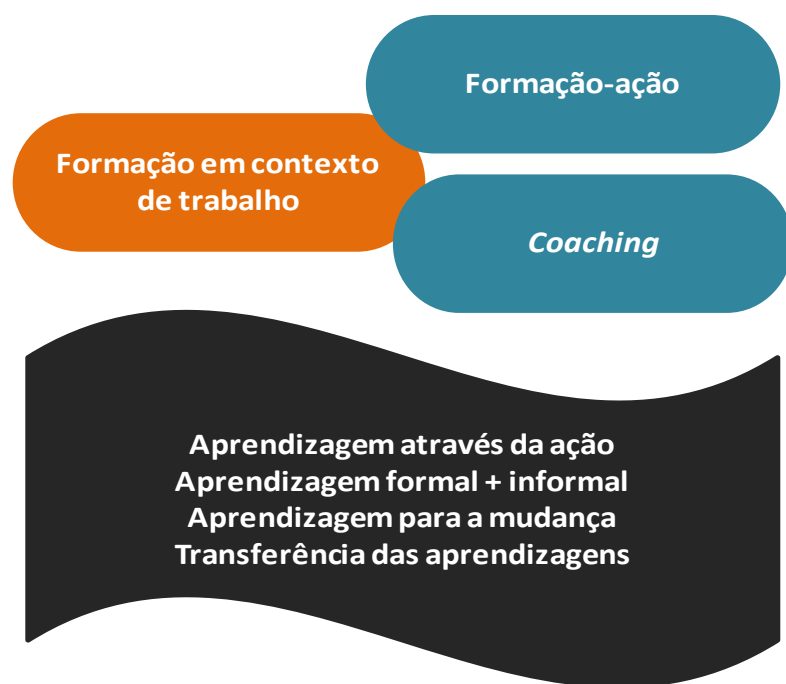 Formação-ação
Formação em contexto
de trabalho
Coaching
Aprendizagem através da ação
Aprendizagem formal + informal
Aprendizagem para a mudança
Transferência das aprendizagens